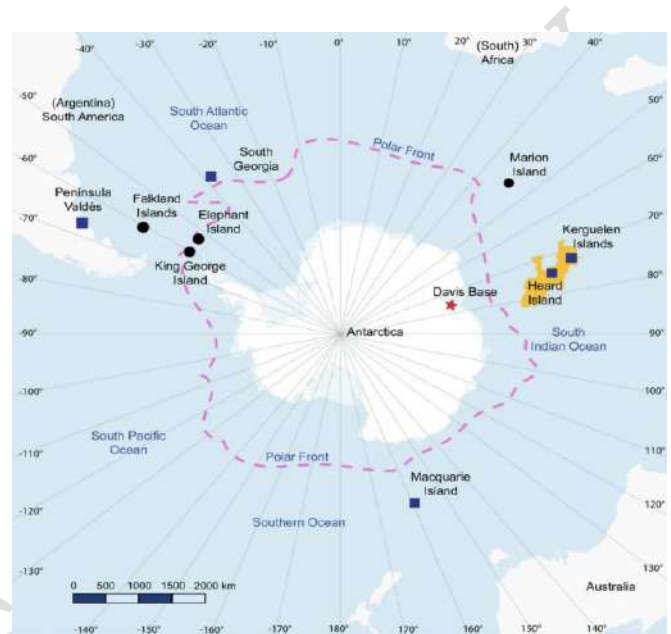 -40°
-30°
-20°
-10°
0°
10°
20°
30°
(South)
Africa
40°
(Argentina)
South America
South Atlantic
Ocean
50°
-60°
South
Georgia
Polar Front
Marion
Island
60°
Peninsula
Valdés
Falkland
Islands
Elephant
Island
70°
-70°
King George
Island
Kerguelen
Islands
Heard
Island
80°
-80°
Davis Base
-90°
Antarctica
South
Indian Ocean
90°
-100°
100°
-110°
South Pacific
Ocean
Polar Front
110°
Macquarie
Island
-120°
Southern Ocean
120°
-130°
0 500 1000 1500 2000 km
Australia
130°
-140°
-150°
-160°
-170°
180°
170°
160°
150°
140°